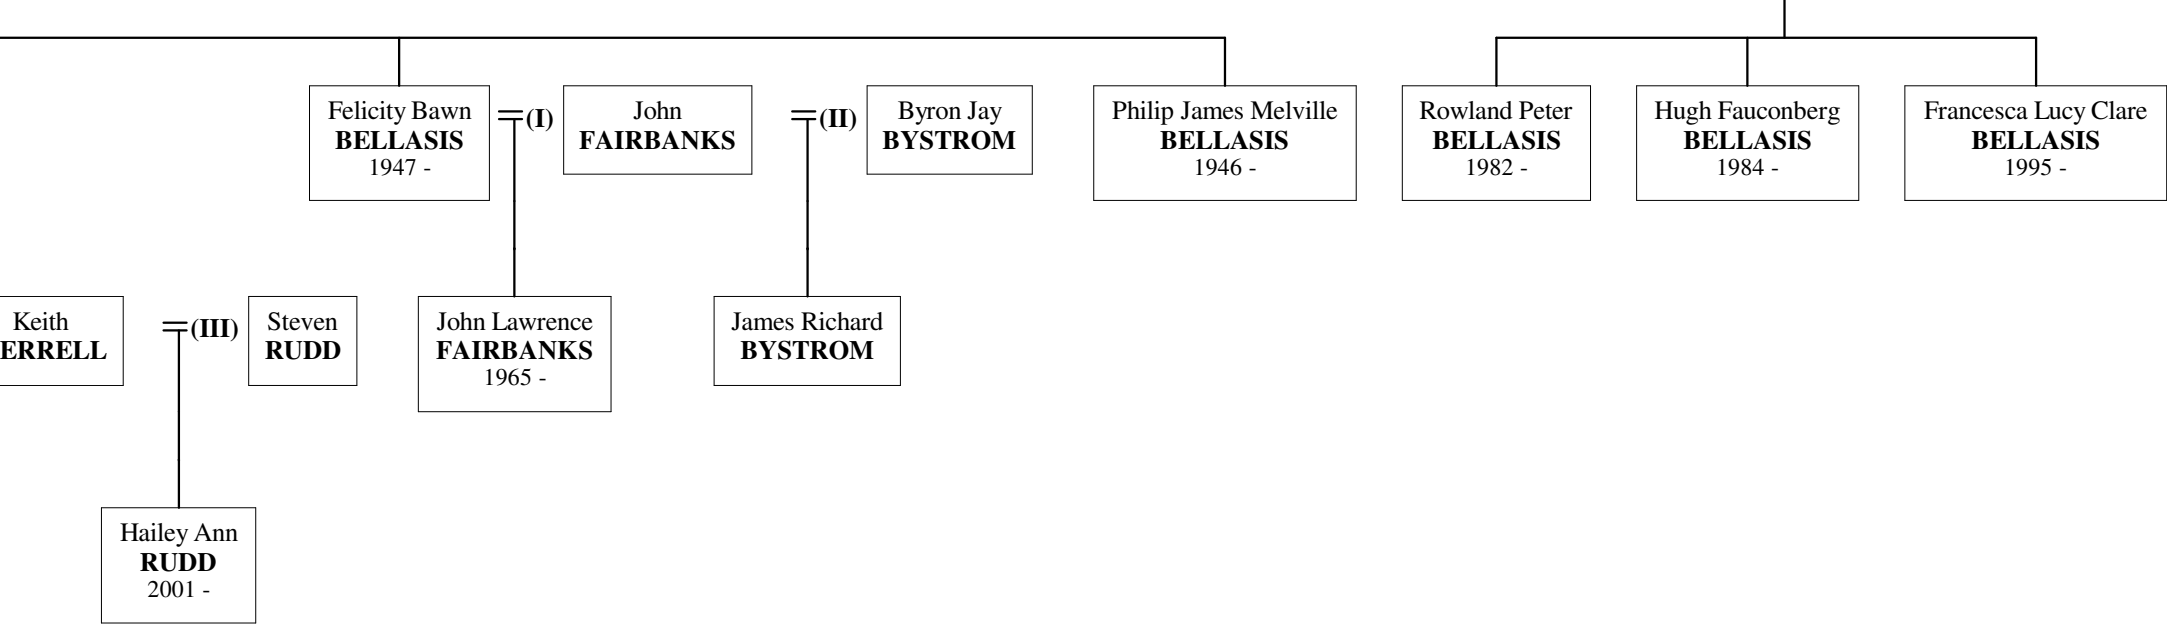 Felicity Bawn
BELLASIS
1947 -
(I)
John
FAIRBANKS
(II)
Byron Jay
BYSTROM
Philip James Melville
BELLASIS
1946 -
Rowland Peter
BELLASIS
1982 -
Hugh Fauconberg
BELLASIS
1984 -
Francesca Lucy Clare
BELLASIS
1995 -
Keith
ERRELL
(III)
Steven
RUDD
John Lawrence
FAIRBANKS
1965 -
James Richard
BYSTROM
Hailey Ann
RUDD
2001 -